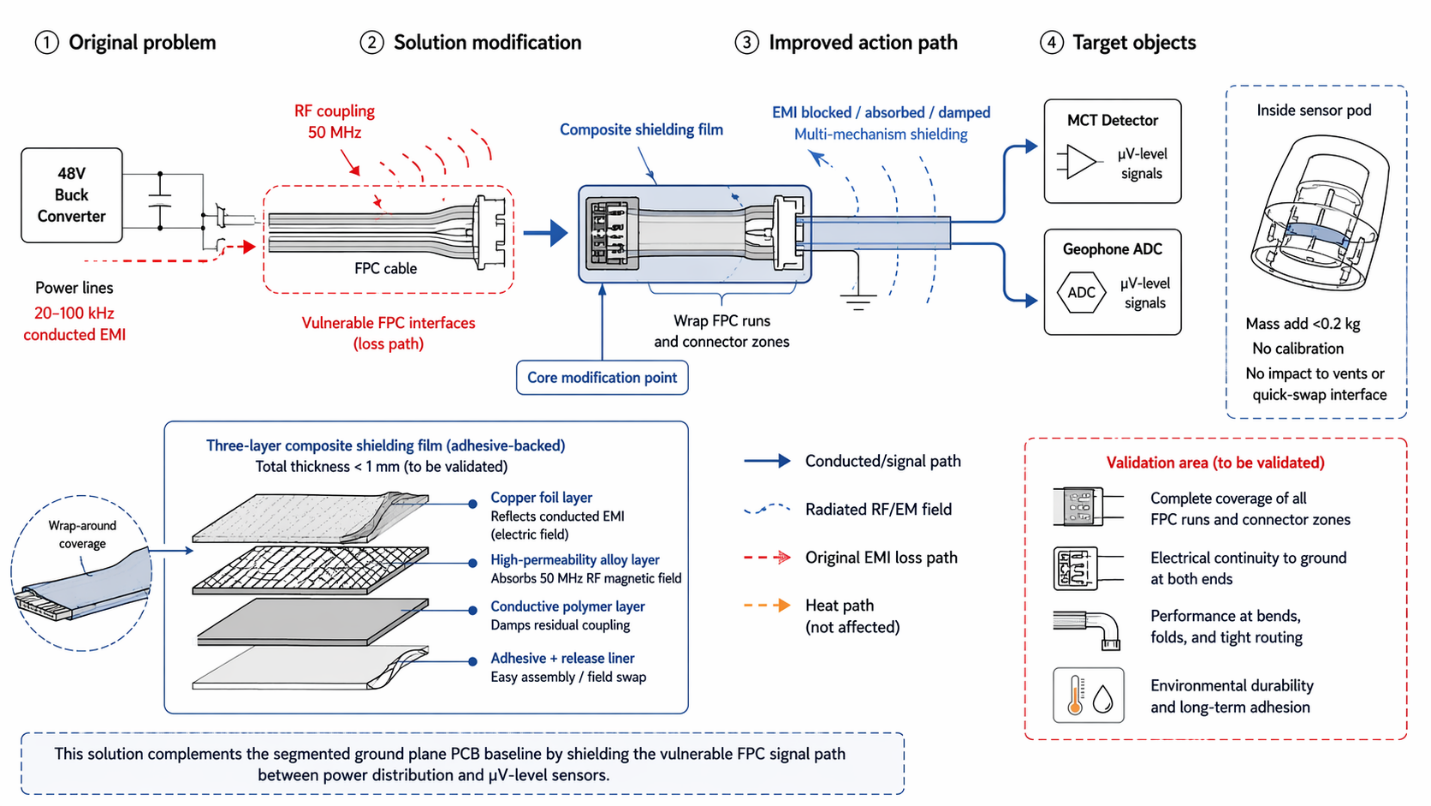 1 Original problem
2 Solution modification
3 Improved action path
4 Target objects
48V
Buck
Converter
Power lines
20–100 kHz
conducted EMI
RF coupling
50 MHz
FPC cable
Vulnerable FPC interfaces
(loss path)
Composite shielding film
Wrap FPC runs
and connector zones
Core modification point
EMI blocked / absorbed / damped
Multi-mechanism shielding
MCT Detector
µV-level
signals
Geophone ADC
ADC
µV-level
signals
Inside sensor pod
Mass add <0.2 kg
No calibration
No impact to vents or
quick-swap interface
Wrap-around
coverage
Three-layer composite shielding film (adhesive-backed)
Total thickness < 1 mm (to be validated)
Copper foil layer
Reflects conducted EMI
(electric field)
High-permeability alloy layer
Absorbs 50 MHz RF magnetic field
Conductive polymer layer
Damps residual coupling
Adhesive + release liner
Easy assembly / field swap
Conducted/signal path
Radiated RF/EM field
Original EMI loss path
Heat path
(not affected)
Validation area (to be validated)
Complete coverage of all
FPC runs and connector zones
Electrical continuity to ground
at both ends
Performance at bends,
folds, and tight routing
Environmental durability
and long-term adhesion
This solution complements the segmented ground plane PCB baseline by shielding the vulnerable FPC signal path
between power distribution and µV-level sensors.